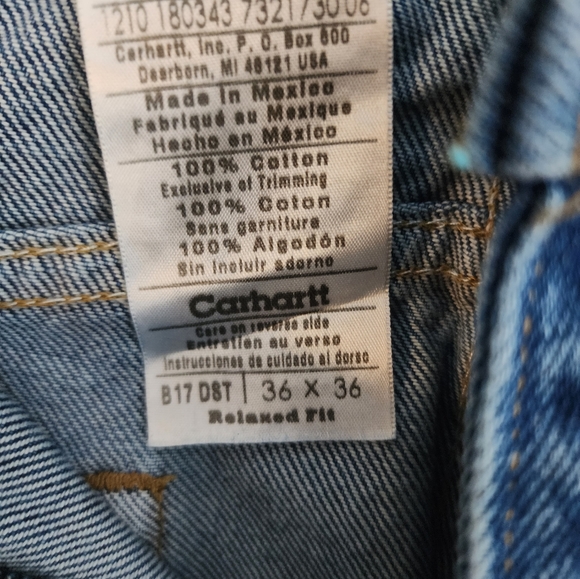 1210 180343 732173006
Carhartt, Inc. P. O. Box 600
Dearborn, MI 48121 USA
Made in Mexico
Fabriqué au Mexique
Hecho en México
100% Cotton
Exclusive of Trimming
100% Coton
Sans garniture
100% Algodón
Sin incluir adorno
Carhartt
Care on reverse side
Entretien au verso
Instrucciones de cuidado al dorso
B17 DST | 36 X 36
Relaxed Fit